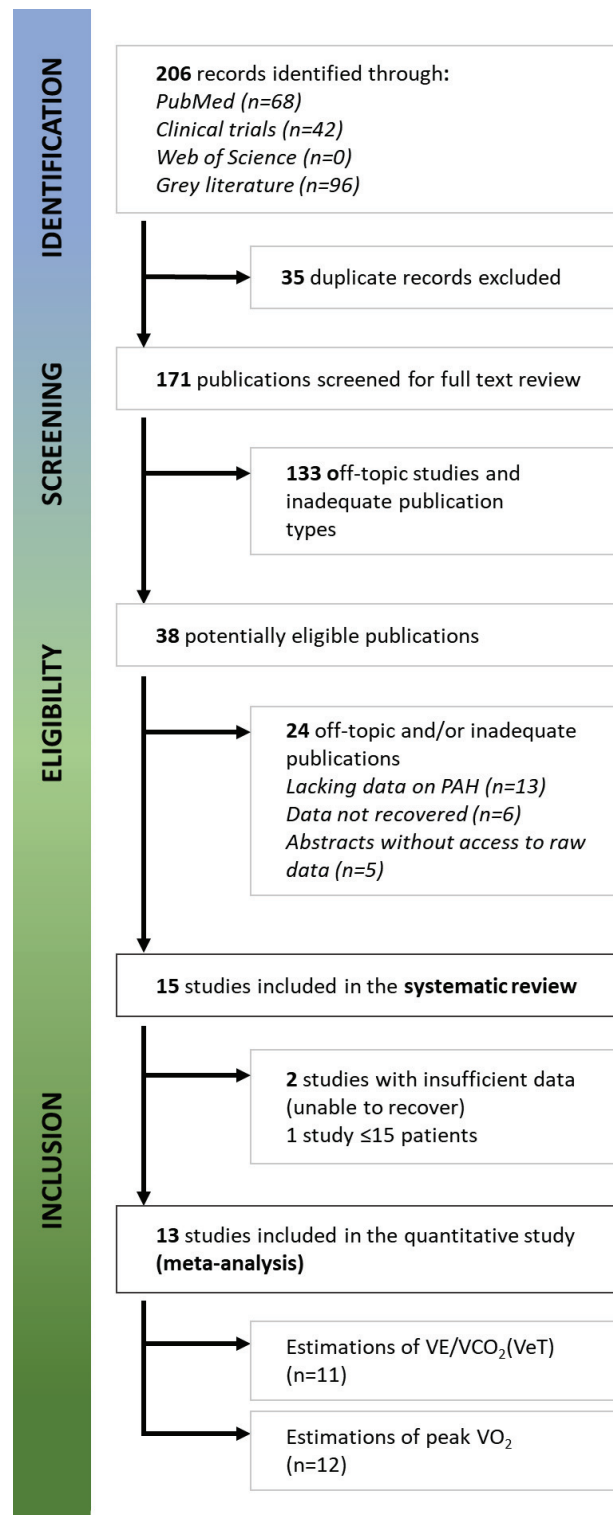 IDENTIFICATION
206 records identified through:
PubMed (n=68)
Clinical trials (n=42)
Web of Science (n=0)
Grey literature (n=96)
35 duplicate records excluded
SCREENING
171 publications screened for full text review
133 off-topic studies and
inadequate publication
types
ELIGIBILITY
38 potentially eligible publications
24 off-topic and/or inadequate
publications
Lacking data on PAH (n=13)
Data not recovered (n=6)
Abstracts without access to raw
data (n=5)
INCLUSION
15 studies included in the systematic review
2 studies with insufficient data
(unable to recover)
1 study ≤15 patients
13 studies included in the quantitative study
(meta-analysis)
Estimations of VE/VCO₂(VeT)
(n=11)
Estimations of peak VO₂
(n=12)